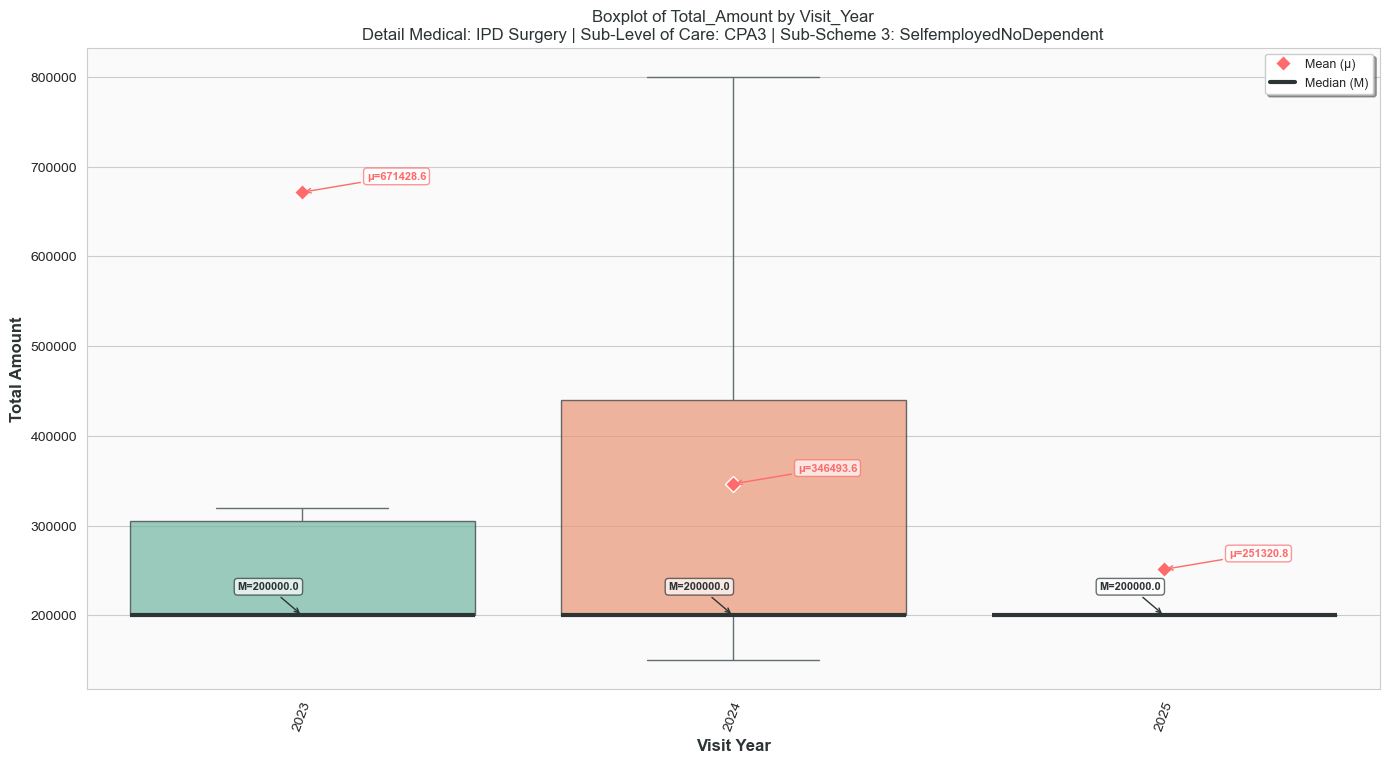 Boxplot of Total_Amount by Visit_Year
Detail Medical: IPD Surgery | Sub-Level of Care: CPA3 | Sub-Scheme 3: SelfemployedNoDependent
Mean (μ)
Median (M)
800000
700000
600000
500000
400000
300000
200000
Total Amount
μ=671428.6
M=200000.0
μ=346493.6
M=200000.0
μ=251320.8
M=200000.0
2023
2024
2025
Visit Year